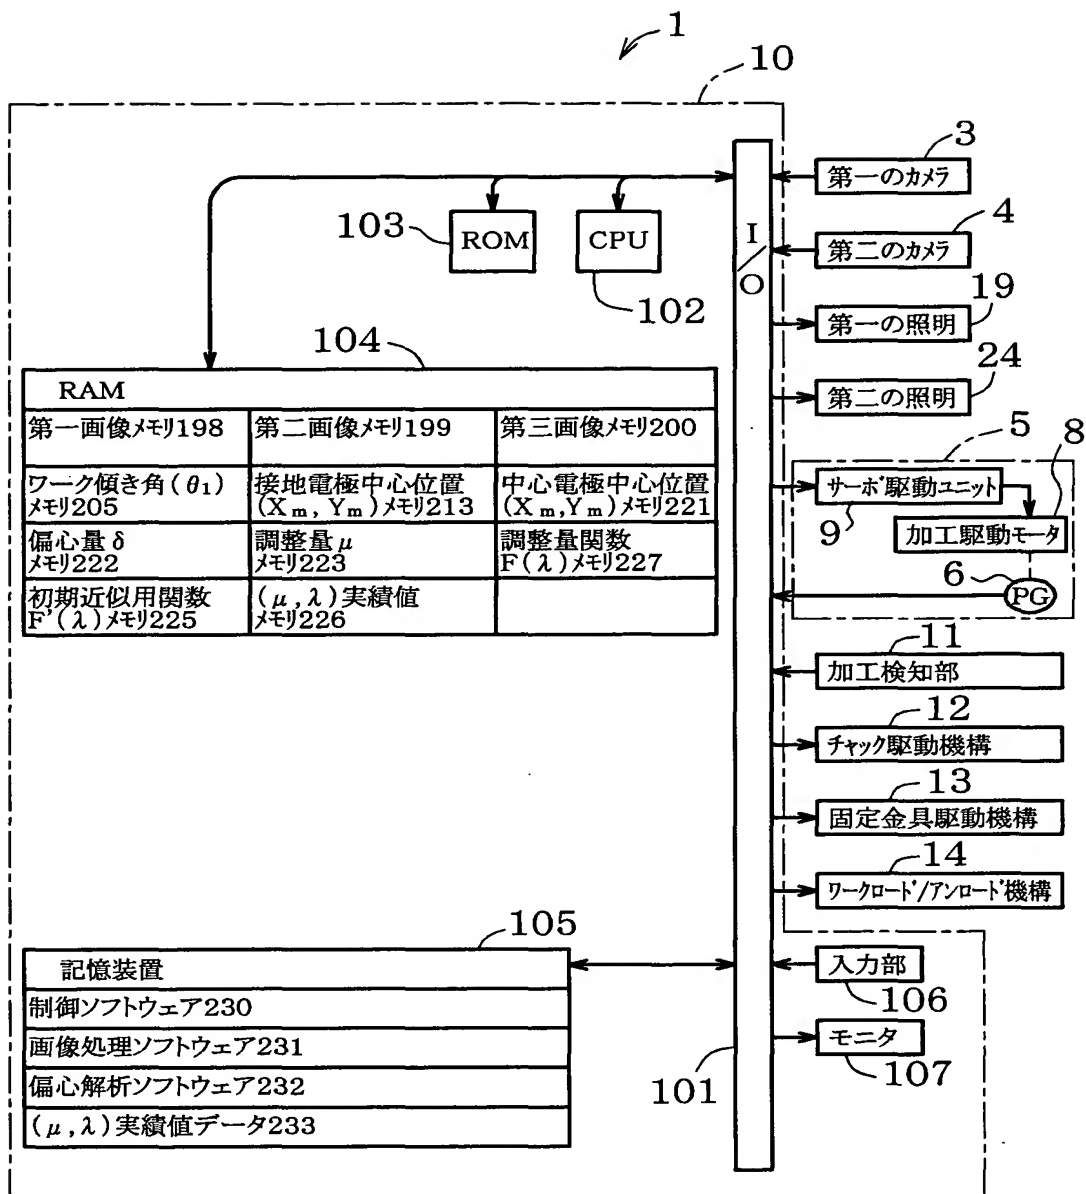 1
10
3
第一のカメラ
4
第二のカメラ
I/O
103
ROM
CPU
102
19
第一の照明
24
第二の照明
104
RAM
第一画像メモリ198
第二画像メモリ199
第三画像メモリ200
ワーク傾き角(θ1)
メモリ205
接地電極中心位置
(Xm, Ym)メモリ213
中心電極中心位置
(Xm,Ym)メモリ221
偏心量δ
メモリ222
調整量μ
メモリ223
調整量関数
F(λ)メモリ227
初期近似用関数
F'(λ)メモリ225
(μ,λ)実績値
メモリ226
5
8
サーボ駆動ユニット
9
加工駆動モータ
6
PG
11
加工検知部
12
チャック駆動機構
13
固定金具駆動機構
14
ワークロード/アンロード機構
105
記憶装置
制御ソフトウェア230
画像処理ソフトウェア231
偏心解析ソフトウェア232
(μ,λ)実績値データ233
101
入力部
106
モニタ
107